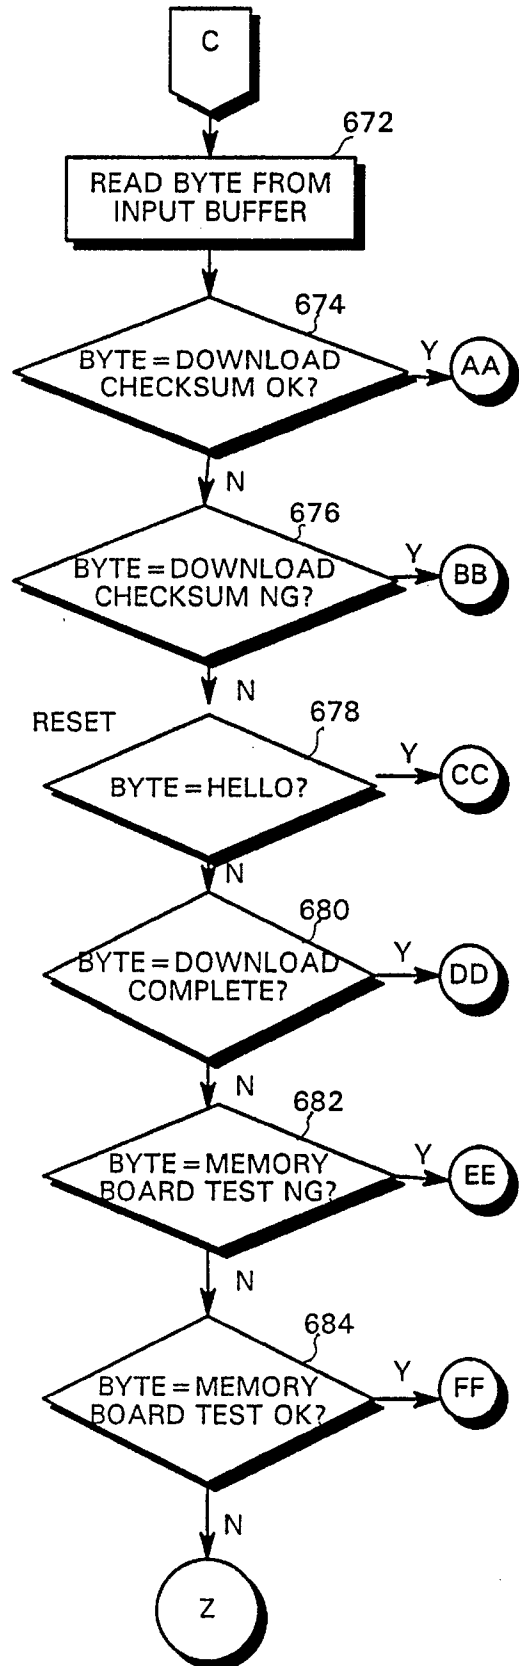 C
672
READ BYTE FROM
INPUT BUFFER
674
BYTE=DOWNLOAD
CHECKSUM OK?
Y
AA
N
676
BYTE=DOWNLOAD
CHECKSUM NG?
Y
BB
N
RESET
678
BYTE=HELLO?
Y
CC
N
680
BYTE=DOWNLOAD
COMPLETE?
Y
DD
N
682
BYTE=MEMORY
BOARD TEST NG?
Y
EE
N
684
BYTE=MEMORY
BOARD TEST OK?
Y
FF
N
Z